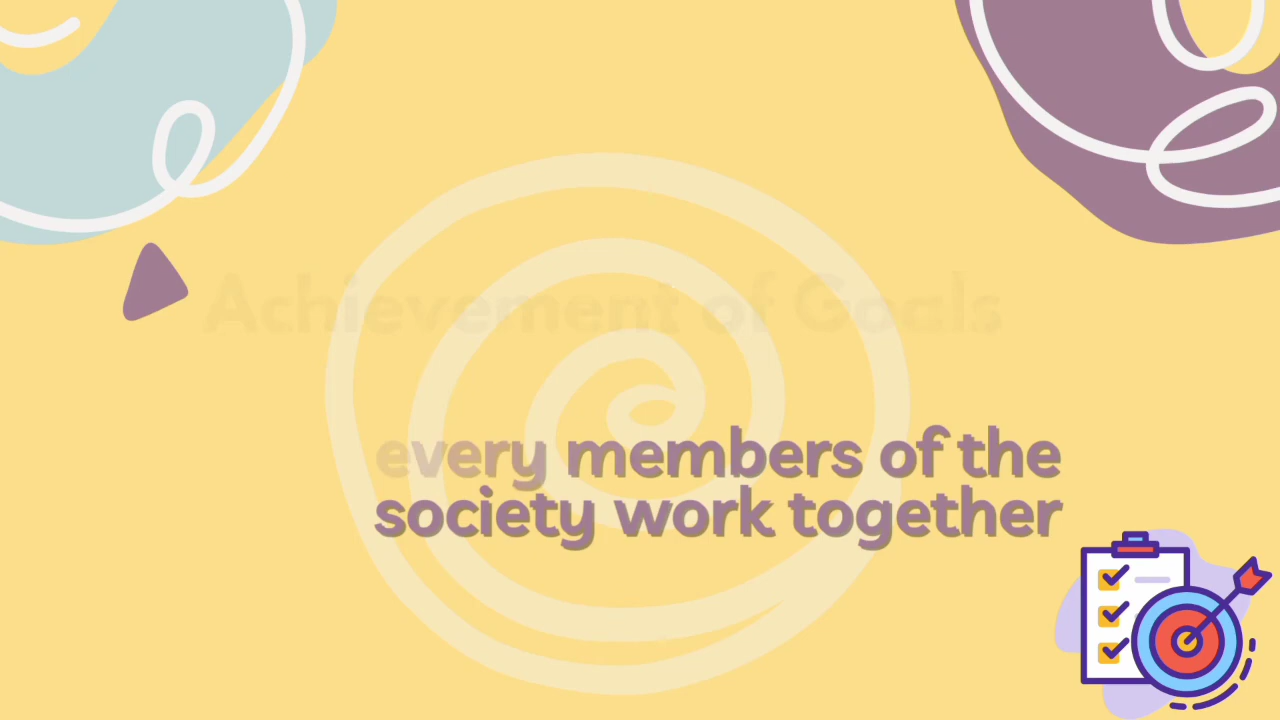 Achievement of Goals
every members of the
society work together